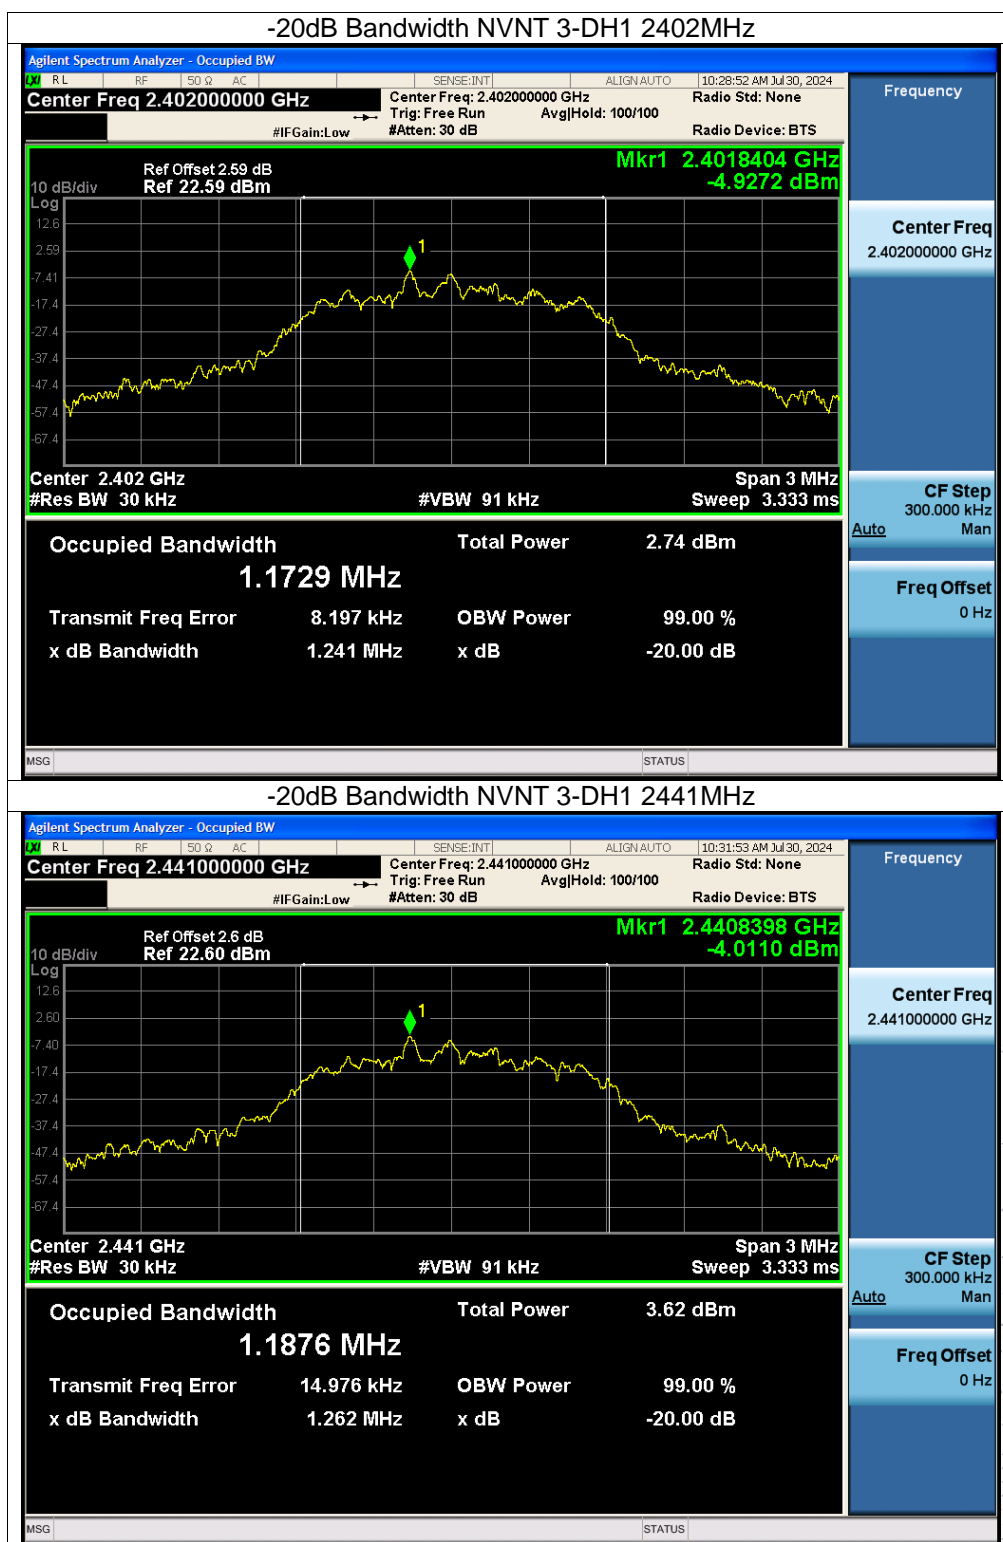 -20dB Bandwidth NVNT 3-DH1 2402MHz
Agilent Spectrum Analyzer - Occupied BW
LXI RL RF 50 Ω AC SENSE:INT ALIGN AUTO 10:28:52 AM Jul 30, 2024
Center Freq 2.402000000 GHz
Center Freq: 2.402000000 GHz
Radio Std: None
Trig: Free Run Avg|Hold: 100/100
#IFGain:Low #Atten: 30 dB Radio Device: BTS
Frequency
Mkr1 2.4018404 GHz
-4.9272 dBm
Ref Offset 2.59 dB
10 dB/div Ref 22.59 dBm
Log
12.6
2.59
-7.41
-17.4
-27.4
-37.4
-47.4
-57.4
-67.4
1
Center 2.402 GHz Span 3 MHz
#Res BW 30 kHz #VBW 91 kHz Sweep 3.333 ms
Center Freq
2.402000000 GHz
CF Step
300.000 kHz
Auto Man
Freq Offset
0 Hz
Occupied Bandwidth Total Power 2.74 dBm
1.1729 MHz
Transmit Freq Error 8.197 kHz OBW Power 99.00 %
x dB Bandwidth 1.241 MHz x dB -20.00 dB
MSG STATUS
-20dB Bandwidth NVNT 3-DH1 2441MHz
Agilent Spectrum Analyzer - Occupied BW
LXI RL RF 50 Ω AC SENSE:INT ALIGN AUTO 10:31:53 AM Jul 30, 2024
Center Freq 2.441000000 GHz
Center Freq: 2.441000000 GHz
Radio Std: None
Trig: Free Run Avg|Hold: 100/100
#IFGain:Low #Atten: 30 dB Radio Device: BTS
Frequency
Mkr1 2.4408398 GHz
-4.0110 dBm
Ref Offset 2.6 dB
10 dB/div Ref 22.60 dBm
Log
12.6
2.60
-7.40
-17.4
-27.4
-37.4
-47.4
-57.4
-67.4
1
Center 2.441 GHz Span 3 MHz
#Res BW 30 kHz #VBW 91 kHz Sweep 3.333 ms
Center Freq
2.441000000 GHz
CF Step
300.000 kHz
Auto Man
Freq Offset
0 Hz
Occupied Bandwidth Total Power 3.62 dBm
1.1876 MHz
Transmit Freq Error 14.976 kHz OBW Power 99.00 %
x dB Bandwidth 1.262 MHz x dB -20.00 dB
MSG STATUS